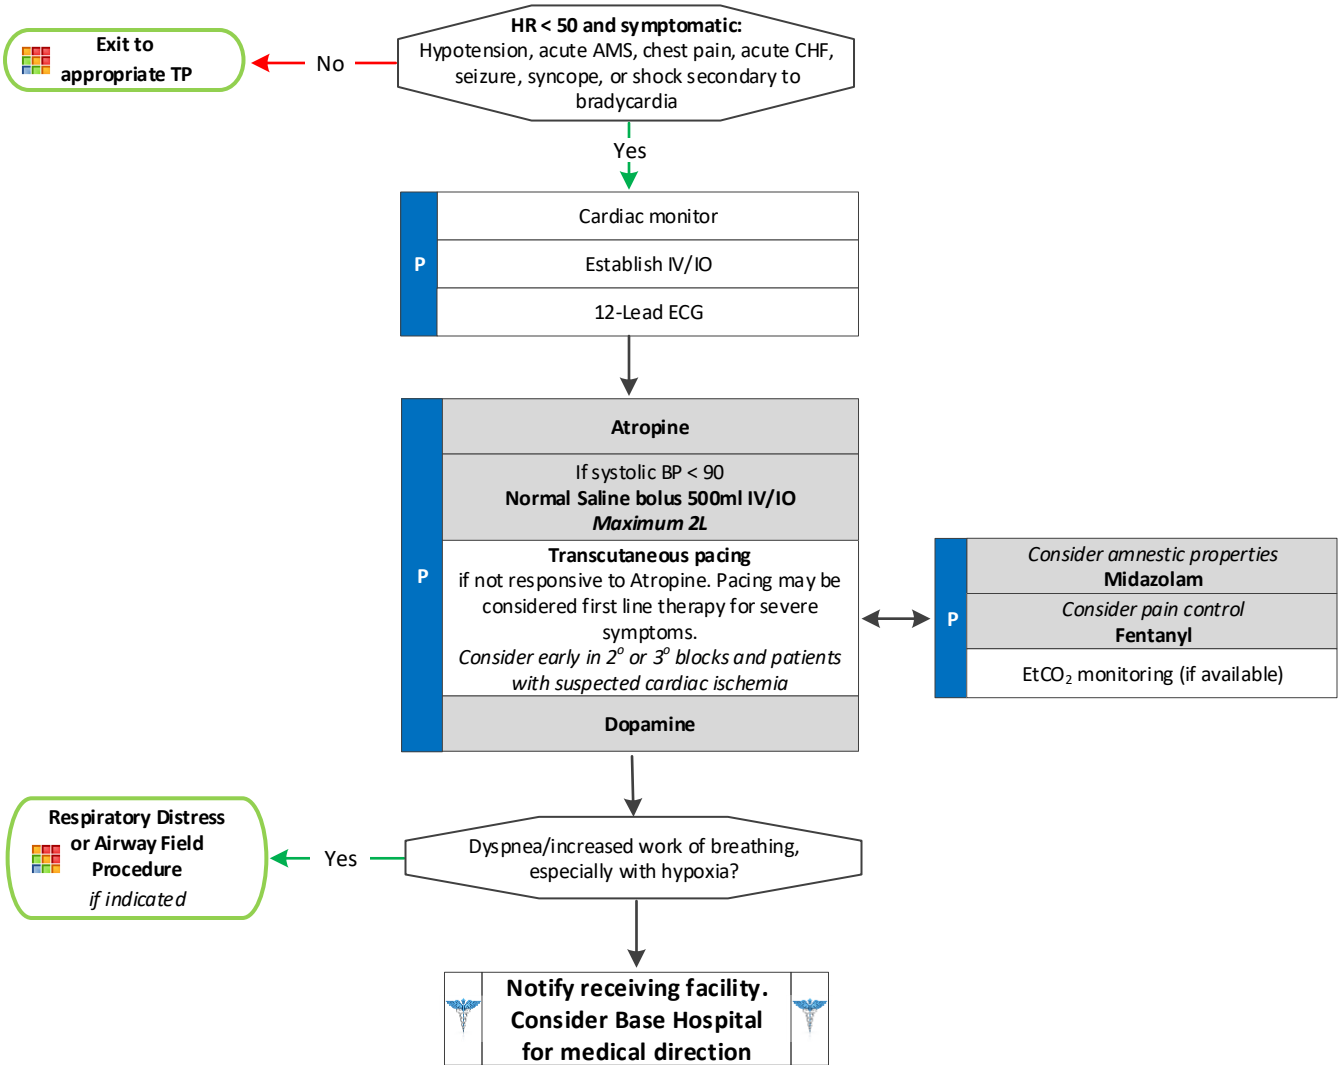 HR < 50 and symptomatic:
Hypotension, acute AMS, chest pain, acute CHF,
seizure, syncope, or shock secondary to
bradycardia
No
Exit to
appropriate TP
Yes
P
Cardiac monitor
Establish IV/IO
12-Lead ECG
P
Atropine
If systolic BP < 90
Normal Saline bolus 500ml IV/IO
Maximum 2L
Transcutaneous pacing
if not responsive to Atropine. Pacing may be
considered first line therapy for severe
symptoms.
Consider early in 2º or 3º blocks and patients
with suspected cardiac ischemia
Dopamine
P
Consider amnestic properties
Midazolam
Consider pain control
Fentanyl
EtCO₂ monitoring (if available)
Dyspnea/increased work of breathing,
especially with hypoxia?
Yes
Respiratory Distress
or Airway Field
Procedure
if indicated
Notify receiving facility.
Consider Base Hospital
for medical direction